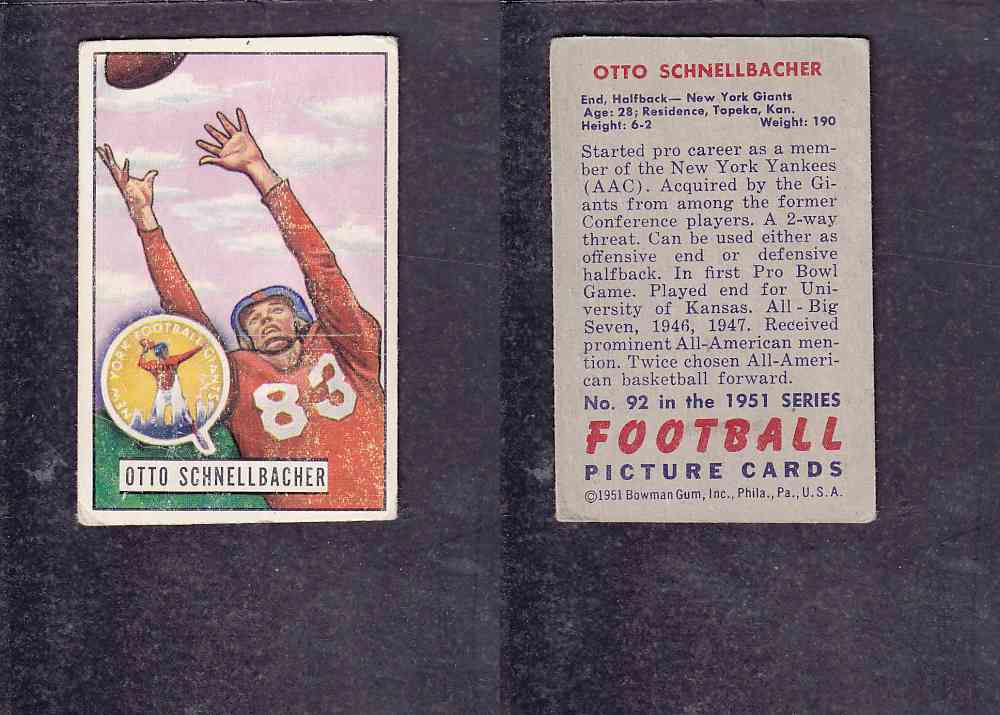 NEW YORK FOOTBALL GIANTS
83
OTTO SCHNELLBACHER
OTTO SCHNELLBACHER
End, Halfback— New York Giants
Age: 28; Residence, Topeka, Kan.
Height: 6-2 Weight: 190
Started pro career as a mem-
ber of the New York Yankees
(AAC). Acquired by the Gi-
ants from among the former
Conference players. A 2-way
threat. Can be used either as
offensive end or defensive
halfback. In first Pro Bowl
Game. Played end for Uni-
versity of Kansas. All - Big
Seven, 1946, 1947. Received
prominent All-American men-
tion. Twice chosen All-Ameri-
can basketball forward.
No. 92 in the 1951 SERIES
FOOTBALL
PICTURE CARDS
©1951 Bowman Gum, Inc., Phila., Pa., U.S.A.